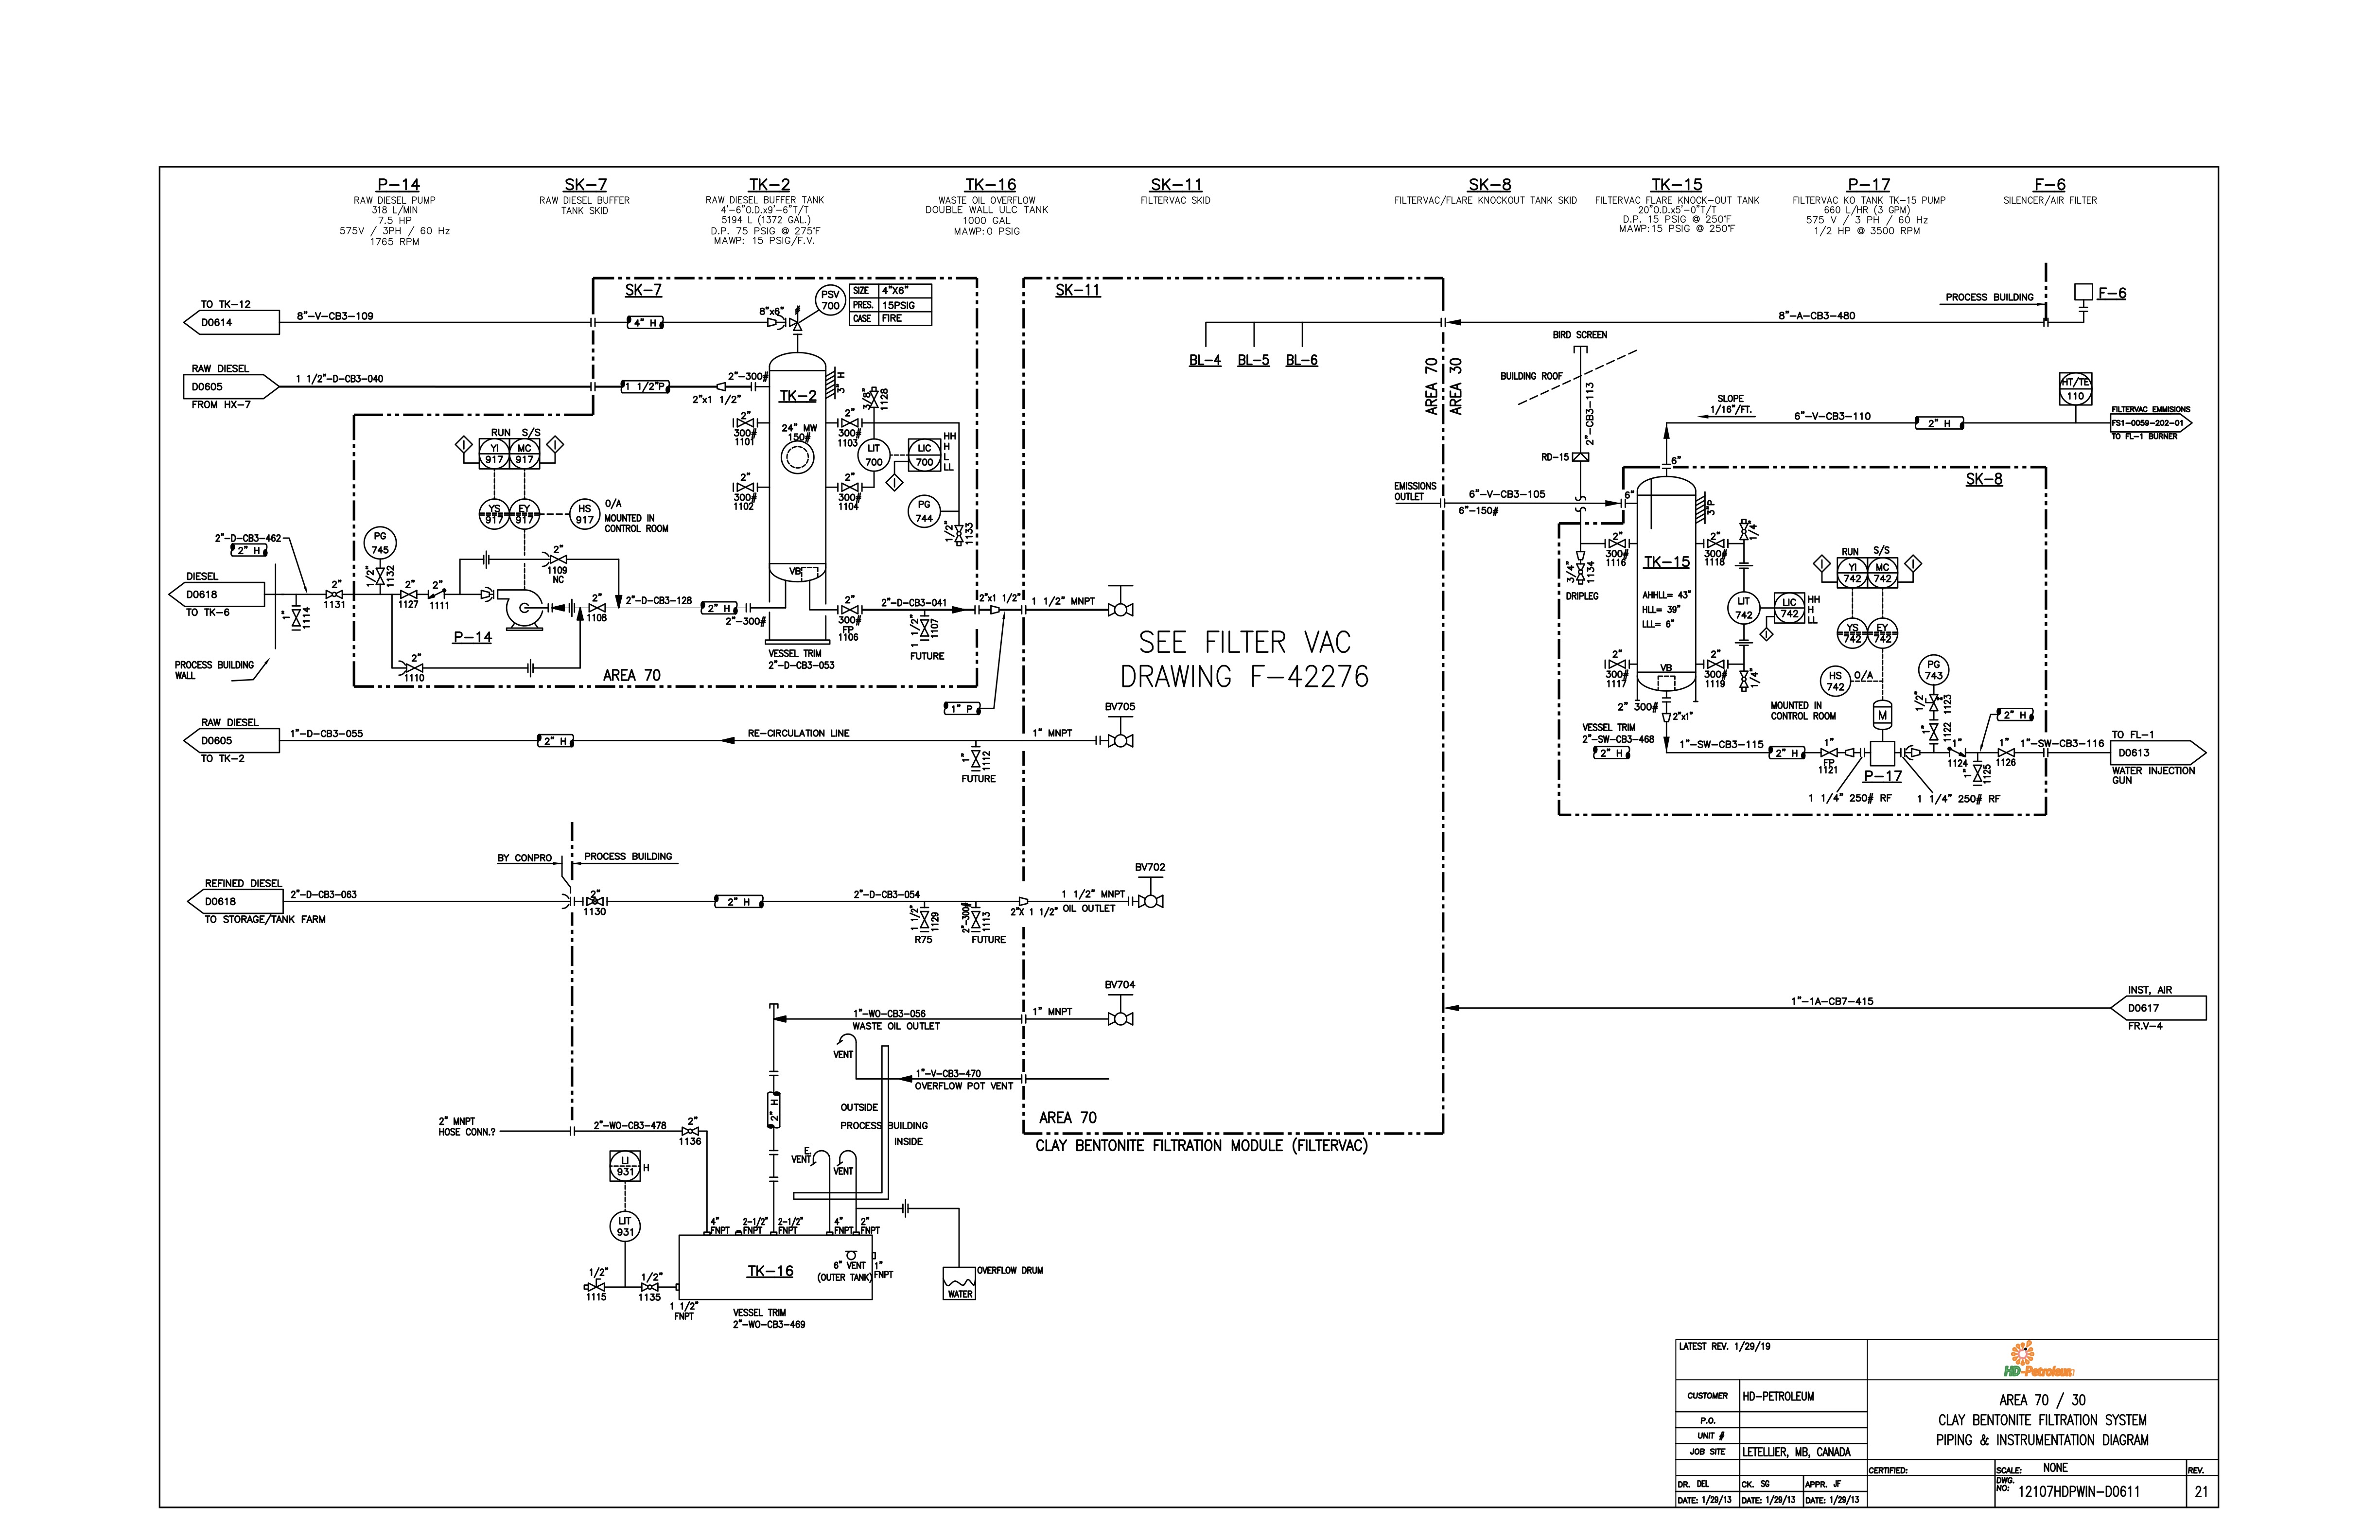 P-14
RAW DIESEL PUMP
318 L/MIN
7.5 HP
575V / 3PH / 60 Hz
1765 RPM
SK-7
RAW DIESEL BUFFER
TANK SKID
TK-2
RAW DIESEL BUFFER TANK
4'-6"O.D.x9'-6"T/T
5194 L (1372 GAL.)
D.P. 75 PSIG @ 275°F
MAWP: 15 PSIG/F.V.
TK-16
WASTE OIL OVERFLOW
DOUBLE WALL ULC TANK
1000 GAL
MAWP:0 PSIG
SK-11
FILTERVAC SKID
SK-8
FILTERVAC/FLARE KNOCKOUT TANK SKID
TK-15
FILTERVAC FLARE KNOCK-OUT TANK
20"O.D.x5'-0"T/T
D.P. 15 PSIG @ 250°F
MAWP:15 PSIG @ 250°F
P-17
FILTERVAC KO TANK TK-15 PUMP
660 L/HR (3 GPM)
575 V / 3 PH / 60 Hz
1/2 HP @ 3500 RPM
F-6
SILENCER/AIR FILTER
TO TK-12
D0614
8"-V-CB3-109
SK-7
4" H
8"x6"
#
PSV
700
SIZE 4"X6"
PRES. 15PSIG
CASE FIRE
RAW DIESEL
D0605
FROM HX-7
1 1/2"-D-CB3-040
1 1/2"P
2"x1 1/2"
2"-300#
TK-2
3" H
24" MW
150#
2"
300#
1101
2"
300#
1102
2"
300#
1103
2"
300#
1104
3/8"
1128
LIT
700
LIC
700
HH
H
L
LL
I
PG
744
1/2"
1133
RUN
S/S
I
YI
917
MC
917
I
YS
917
EY
917
HS
917
O/A
MOUNTED IN
CONTROL ROOM
2"-D-CB3-462
2" H
DIESEL
D0618
TO TK-6
1"
1114
2"
1131
PG
745
1/2"
1132
2"
1127
2"
1111
2"
1109
NC
P-14
2"
1108
2"-D-CB3-128
2" H
2"-300#
VB
2"
300#
FP
1106
2"-D-CB3-041
1 1/2"
1107
FUTURE
2"x1 1/2"
1 1/2" MNPT
2"
1110
PROCESS BUILDING
WALL
AREA 70
VESSEL TRIM
2"-D-CB3-053
1" P
RAW DIESEL
D0605
TO TK-2
1"-D-CB3-055
2" H
RE-CIRCULATION LINE
1"
1112
FUTURE
1" MNPT
BV705
BY CONPRO
PROCESS BUILDING
REFINED DIESEL
D0618
TO STORAGE/TANK FARM
2"-D-CB3-063
2"
1130
2" H
2"-D-CB3-054
1 1/2"
1129
R75
2"-300#
1113
FUTURE
2"X 1 1/2"
1 1/2" MNPT
OIL OUTLET
BV702
BV704
1"-WO-CB3-056
WASTE OIL OUTLET
1" MNPT
VENT
1"-V-CB3-470
OVERFLOW POT VENT
2" H
OUTSIDE
PROCESS BUILDING
INSIDE
2" MNPT
HOSE CONN.?
2"-WO-CB3-478
2"
1136
LI
931
H
LIT
931
1/2"
1115
1/2"
1135
1 1/2"
FNPT
4"
FNPT
2-1/2"
FNPT
2-1/2"
FNPT
4"
FNPT
2"
FNPT
E.
VENT
VENT
TK-16
6" VENT
(OUTER TANK)
1"
FNPT
VESSEL TRIM
2"-WO-CB3-469
OVERFLOW DRUM
WATER
SK-11
BL-4
BL-5
BL-6
SEE FILTER VAC
DRAWING F-42276
AREA 70
CLAY BENTONITE FILTRATION MODULE (FILTERVAC)
AREA 70
AREA 30
8"-A-CB3-480
PROCESS BUILDING
F-6
BIRD SCREEN
BUILDING ROOF
2"-CB3-1113
RD-15
EMISSIONS
OUTLET
6"-V-CB3-105
6"-150#
6"
6"
SLOPE
1/16"/FT.
6"-V-CB3-110
2" H
HT/TE
110
FILTERVAC EMMISIONS
FS1-0059-202-01
TO FL-1 BURNER
SK-8
3"P
TK-15
AHHLL= 43"
HLL= 39"
LLL= 6"
VB
2"
300#
1116
2"
300#
1117
2"
300#
1118
2"
300#
1119
1/4"
1/4"
3/4"
1134
DRIPLEG
LIT
742
LIC
742
HH
H
LL
I
RUN
S/S
I
YI
742
MC
742
I
YS
742
EY
742
HS
742
O/A
MOUNTED IN
CONTROL ROOM
PG
743
1/2"
1123
1"
1122
M
2" 300#
2"x1"
VESSEL TRIM
2"-SW-CB3-468
2" H
1"-SW-CB3-115
2" H
1"
FP
1121
P-17
1 1/4" 250# RF
1 1/4" 250# RF
1"
1124
1"
1125
1"
1126
2" H
1"-SW-CB3-116
TO FL-1
D0613
WATER INJECTION
GUN
1"-1A-CB7-415
INST, AIR
D0617
FR.V-4
LATEST REV. 1/29/19
HD-Petroleum
CUSTOMER HD-PETROLEUM
P.O.
UNIT #
JOB SITE LETELLIER, MB, CANADA
AREA 70 / 30
CLAY BENTONITE FILTRATION SYSTEM
PIPING & INSTRUMENTATION DIAGRAM
CERTIFIED:
SCALE: NONE
REV.
DR. DEL
CK. SG
APPR. JF
DATE: 1/29/13
DATE: 1/29/13
DATE: 1/29/13
DWG.
NO: 12107HDPWIN-D0611
21